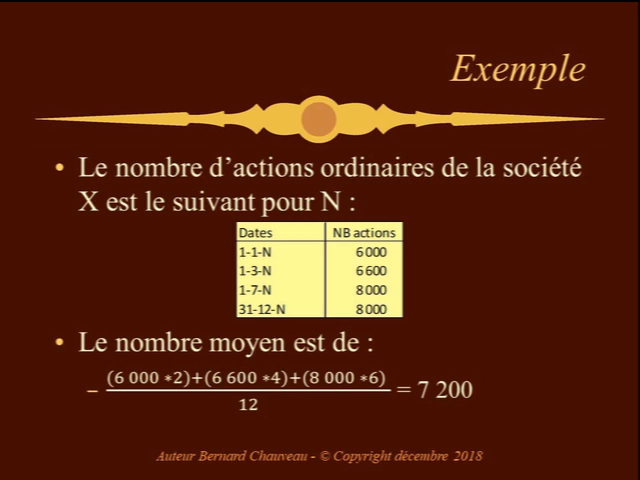 Exemple
• Le nombre d’actions ordinaires de la société
X est le suivant pour N :
Dates NB actions
1-1-N 6 000
1-3-N 6 600
1-7-N 8 000
31-12-N 8 000
• Le nombre moyen est de :
– (6 000 *2)+(6 600 *4)+(8 000 *6)
12
= 7 200
Auteur Bernard Chauveau - © Copyright décembre 2018